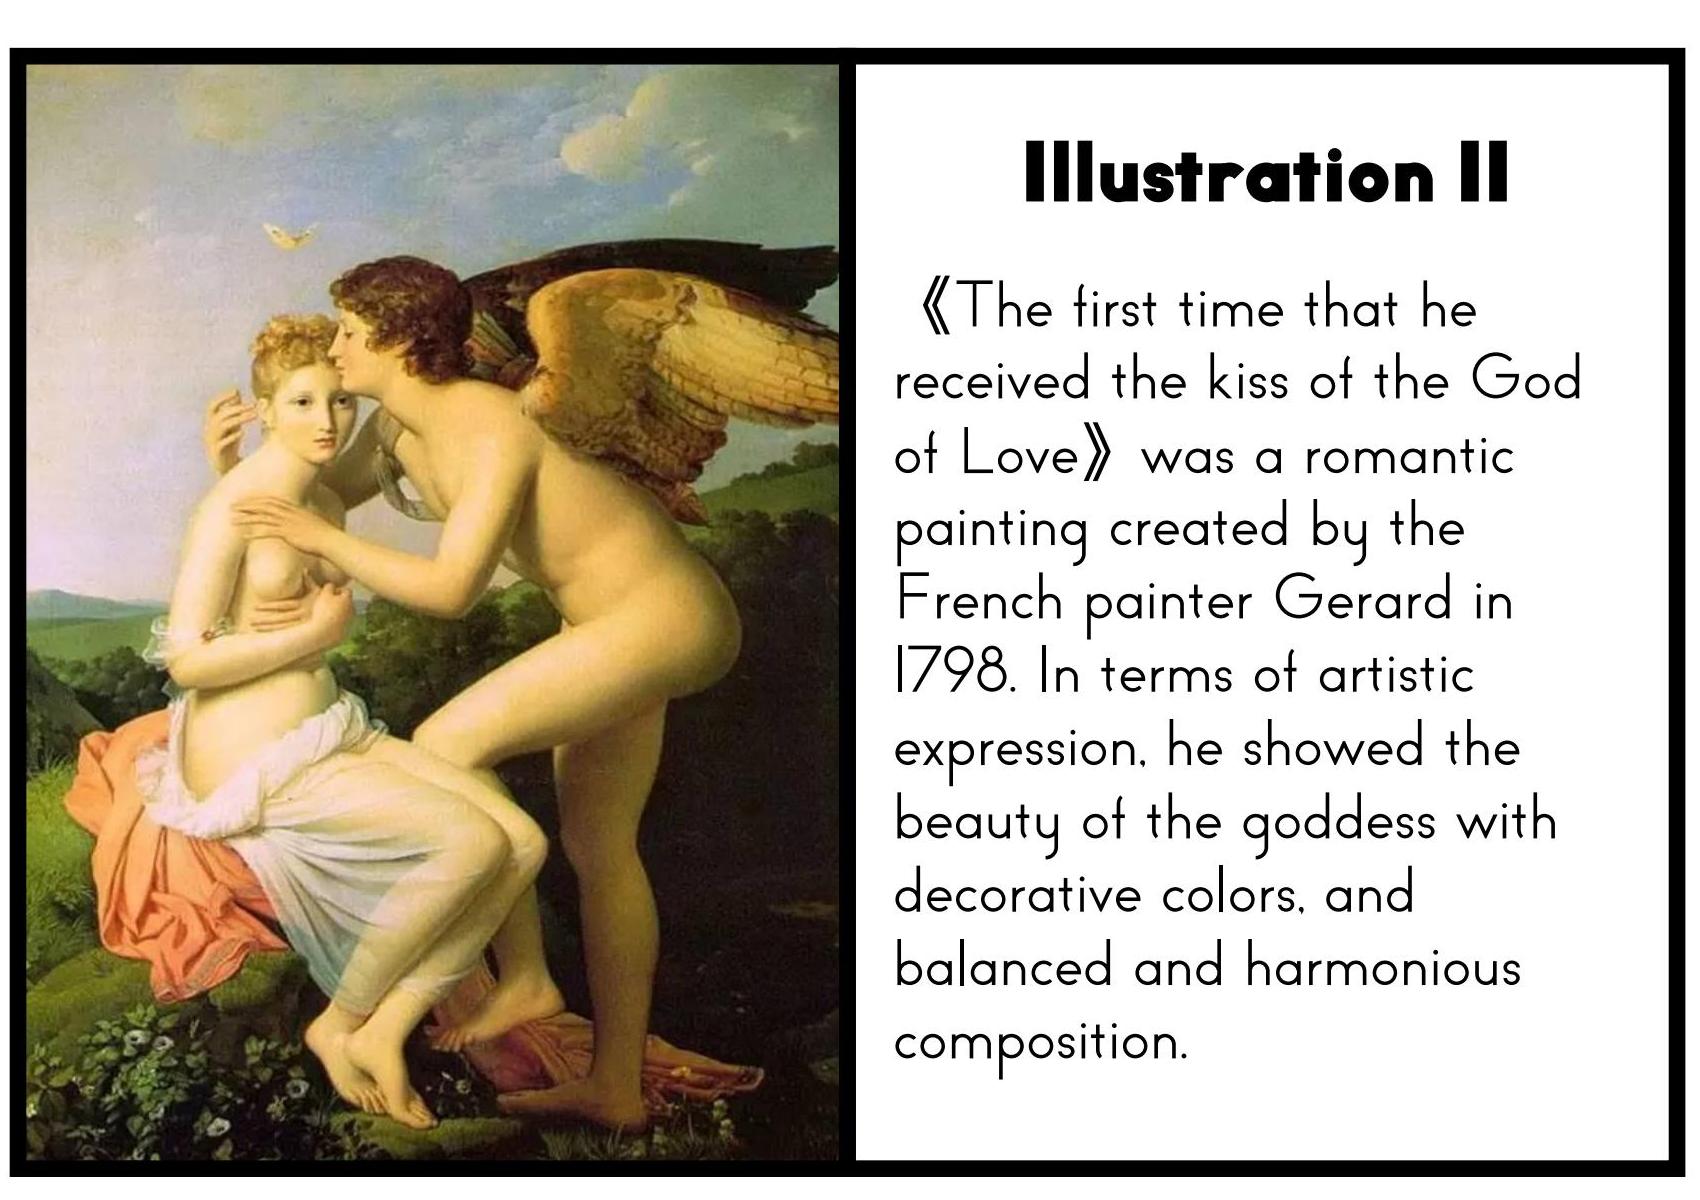 Illustration II
《The first time that he
received the kiss of the God
of Love》 was a romantic
painting created by the
French painter Gerard in
1798. In terms of artistic
expression, he showed the
beauty of the goddess with
decorative colors, and
balanced and harmonious
composition.